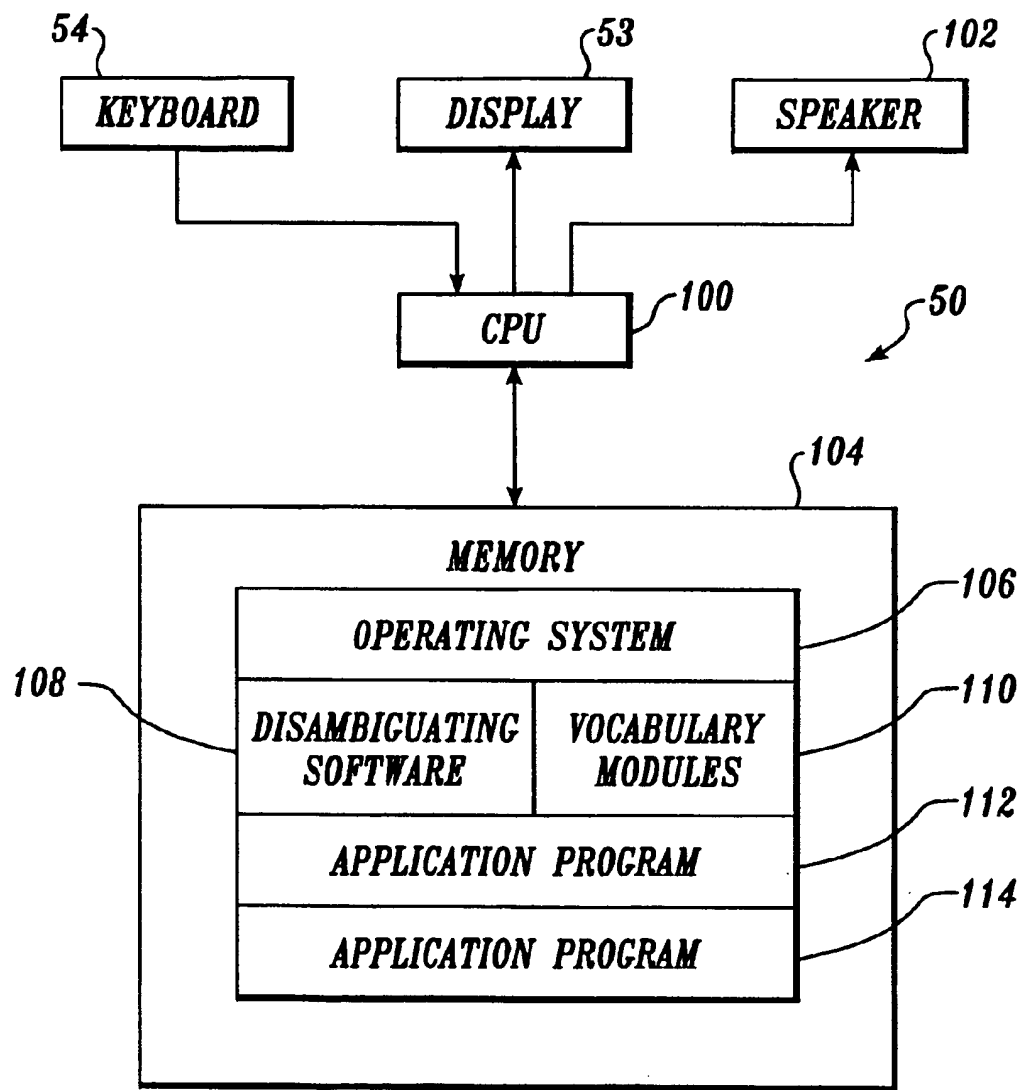 54
53
102
KEYBOARD
DISPLAY
SPEAKER
CPU
100
50
104
MEMORY
106
OPERATING SYSTEM
108
110
DISAMBIGUATING
SOFTWARE
VOCABULARY
MODULES
112
APPLICATION PROGRAM
114
APPLICATION PROGRAM